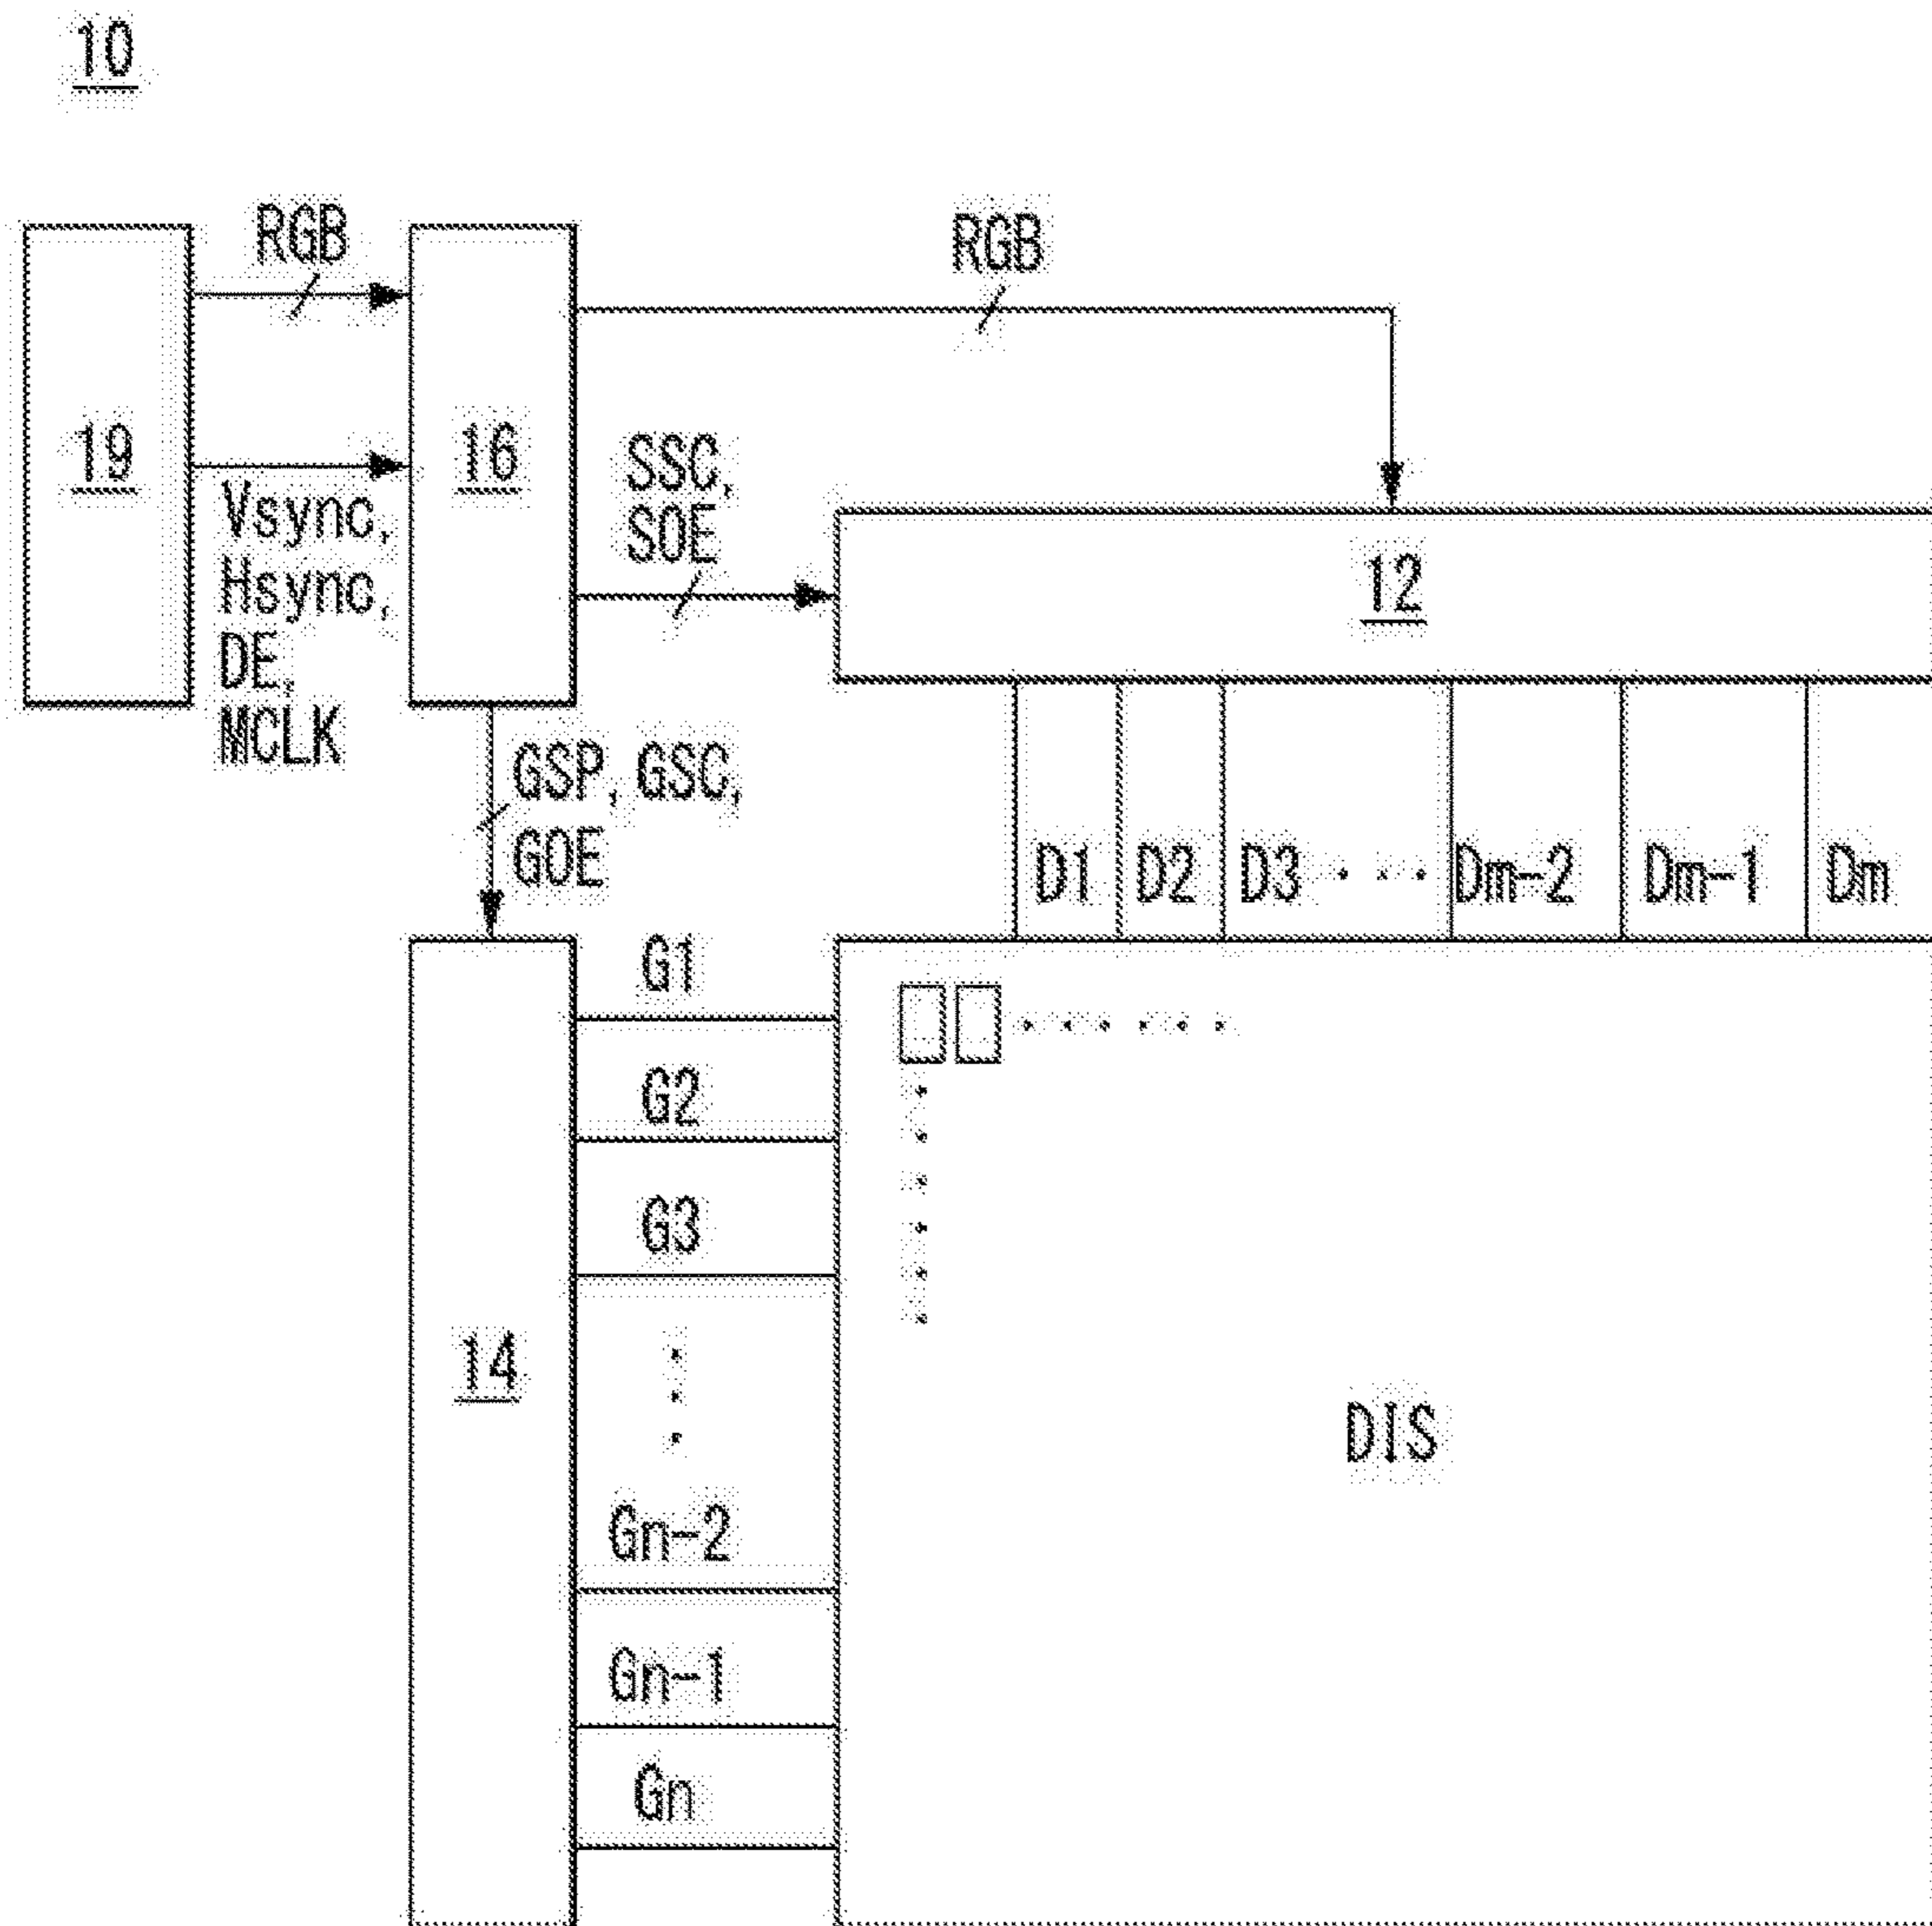 10
RGB
RGB
19
16
SSC,
SOE
Vsync,
Hsync,
DE,
MCLK
12
GSP, GSC,
GOE
D1 D2 D3 · · · Dm-2 Dm-1 Dm
G1
G2
G3
14
DIS
Gn-2
Gn-1
Gn